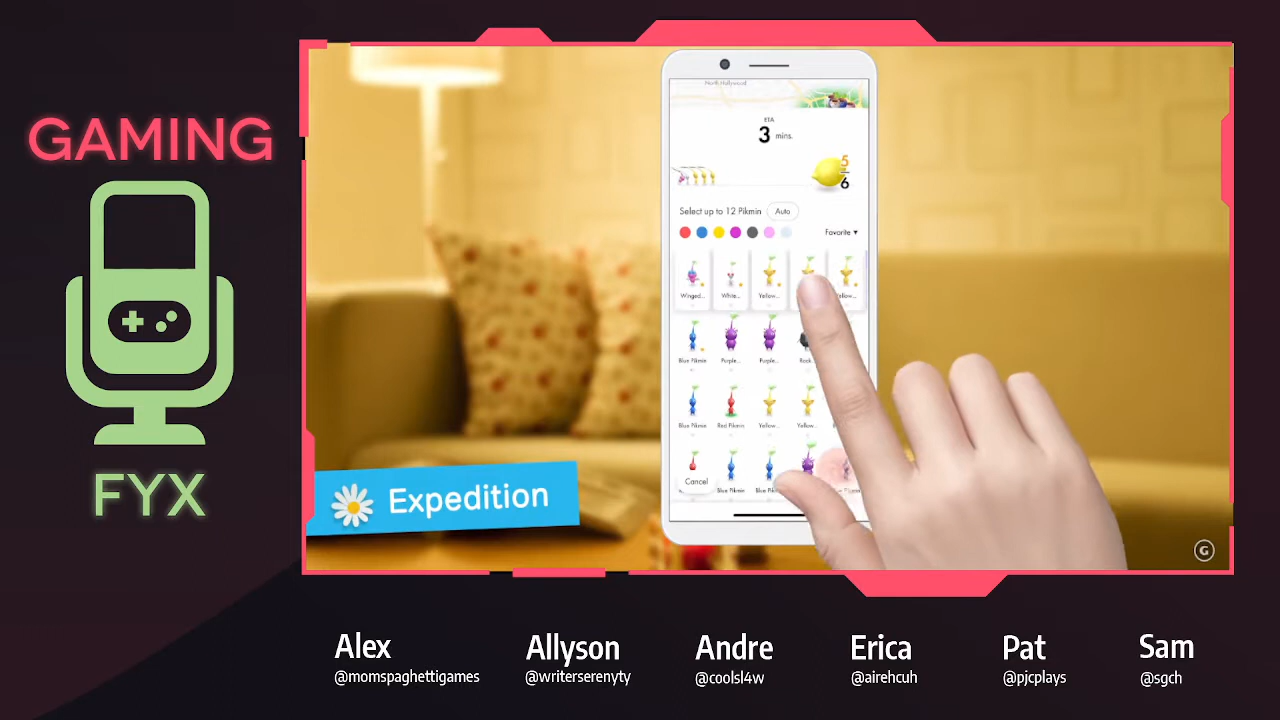 GAMING
FYX
North Hollywood
ETA
3 mins.
5
6
Select up to 12 Pikmin Auto
Favorite ▾
Winged... White... Yellow... Yellow...
Blue Pikmin Purple... Purple... Rock
Blue Pikmin Red Pikmin Yellow... Yellow...
Cancel
Blue Pikmin
Expedition
G
Alex Allyson Andre Erica Pat Sam
@momspaghettigames @writerserenyty @coolsl4w @airehcuh @pjcplays @sgch